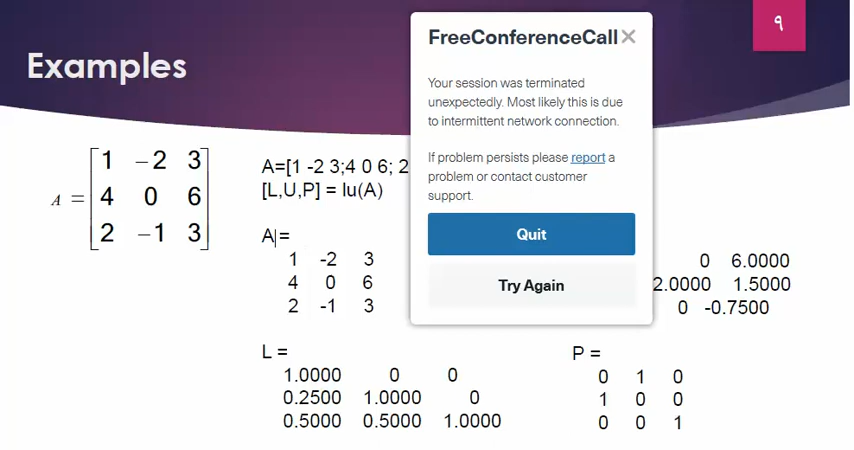 ۹
Examples
FreeConferenceCall ×
Your session was terminated
unexpectedly. Most likely this is due
to intermittent network connection.
If problem persists please report a
problem or contact customer
support.
Quit
Try Again
A =
1 −2 3
4 0 6
2 −1 3
A=[1 -2 3;4 0 6; 2
[L,U,P] = lu(A)
A =
1 -2 3
4 0 6
2 -1 3
0 6.0000
2.0000 1.5000
0 -0.7500
L =
1.0000 0 0
0.2500 1.0000 0
0.5000 0.5000 1.0000
P =
0 1 0
1 0 0
0 0 1